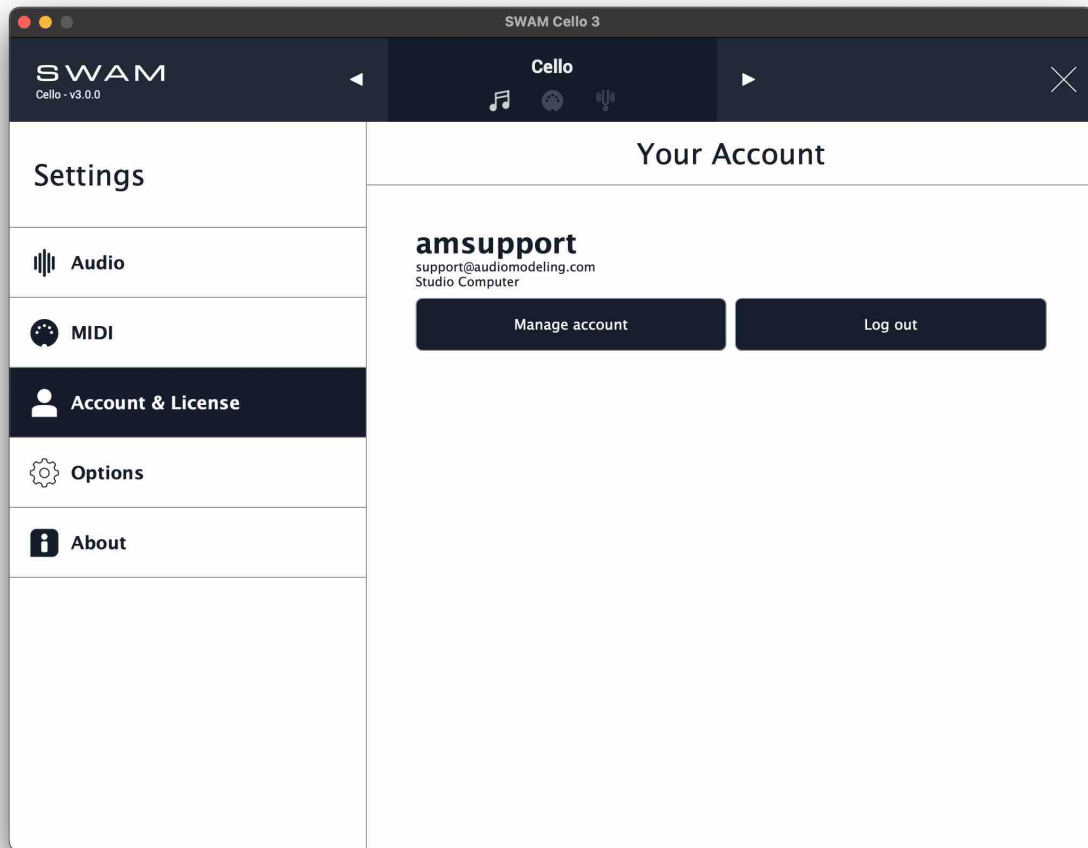 SWAM Cello 3
SWAM
Cello - v3.0.0
Cello
Settings
Audio
MIDI
Account & License
Options
About
Your Account
amsupport
support@audiomodeling.com
Studio Computer
Manage account
Log out